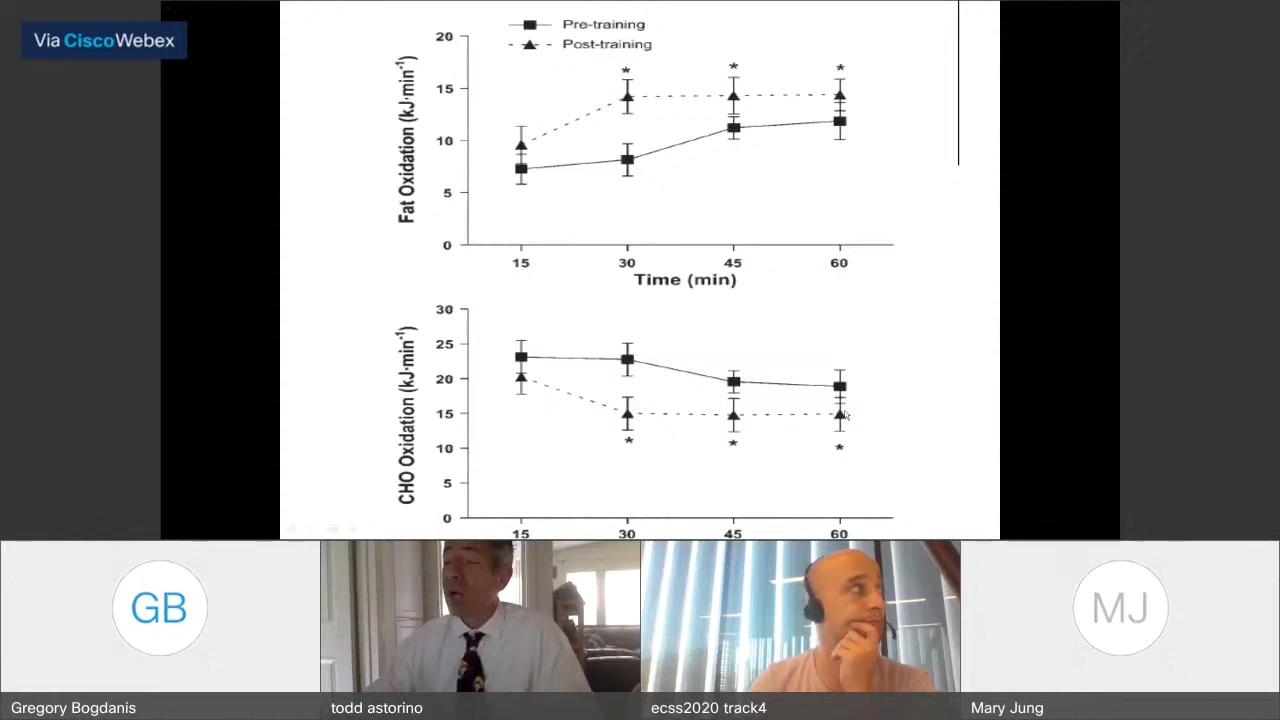 Via CiscoWebex
Pre-training
Post-training
Fat Oxidation (kJ·min⁻¹)
20
15
10
5
0
* * *
15 30 45 60
Time (min)
CHO Oxidation (kJ·min⁻¹)
30
25
20
15
10
5
0
* * *
15 30 45 60
GB
MJ
Gregory Bogdanis
todd astorino
ecss2020 track4
Mary Jung